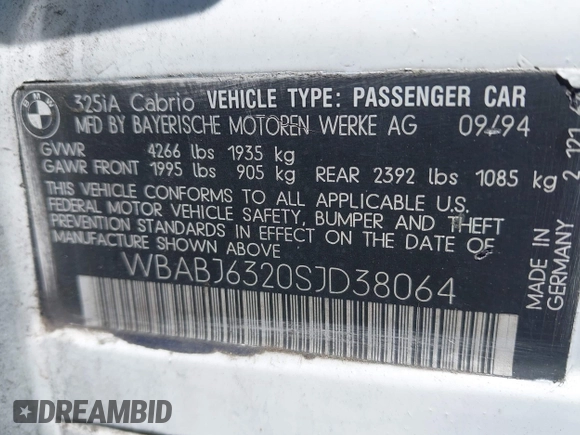 BMW
325iA Cabrio VEHICLE TYPE: PASSENGER CAR
MFD BY BAYERISCHE MOTOREN WERKE AG 09/94
GVWR 4266 lbs 1935 kg
GAWR FRONT 1995 lbs 905 kg REAR 2392 lbs 1085 kg
THIS VEHICLE CONFORMS TO ALL APPLICABLE U.S.
FEDERAL MOTOR VEHICLE SAFETY, BUMPER AND THEFT
PREVENTION STANDARDS IN EFFECT ON THE DATE OF
MANUFACTURE SHOWN ABOVE
WBABJ6320SJD38064
2 121
MADE IN
GERMANY
DREAMBID